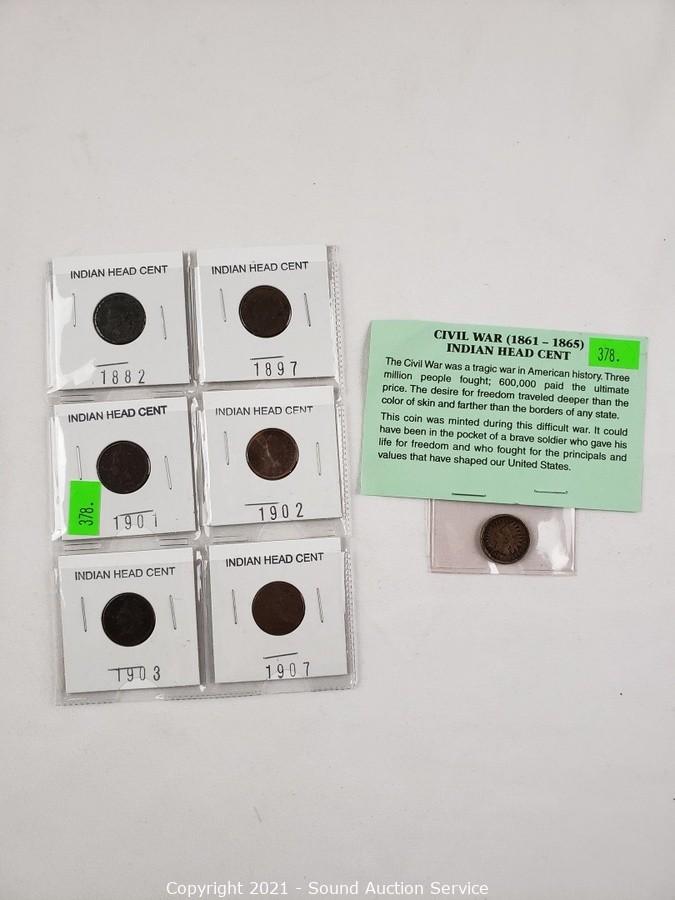 INDIAN HEAD CENT
1882
INDIAN HEAD CENT
1897
INDIAN HEAD CENT
378.
1901
INDIAN HEAD CENT
1902
INDIAN HEAD CENT
1903
INDIAN HEAD CENT
1907
CIVIL WAR (1861 – 1865)
INDIAN HEAD CENT
378.
The Civil War was a tragic war in American history. Three
million people fought; 600,000 paid the ultimate
price. The desire for freedom traveled deeper than the
color of skin and farther than the borders of any state.
This coin was minted during this difficult war. It could
have been in the pocket of a brave soldier who gave his
life for freedom and who fought for the principals and
values that have shaped our United States.
Copyright 2021 - Sound Auction Service